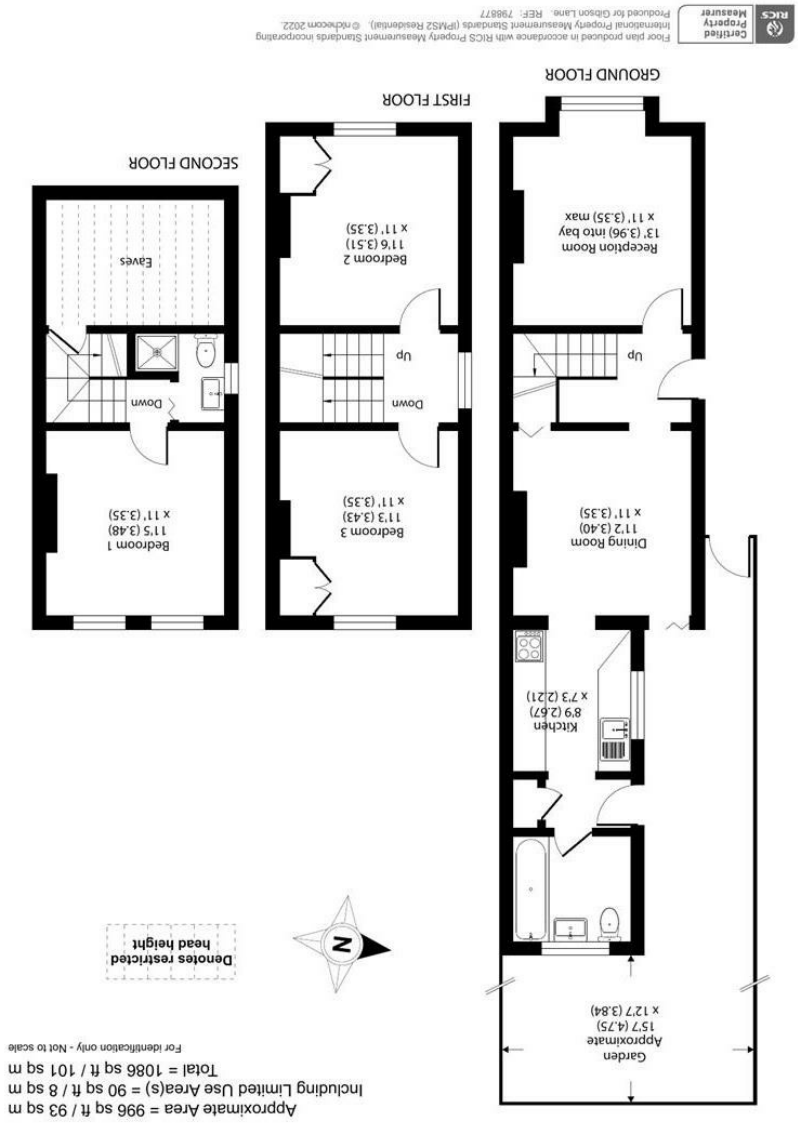 Approximate Area = 996 sq ft / 93 sq m
Including Limited Use Area(s) = 90 sq ft / 8 sq m
Total = 1086 sq ft / 101 sq m
For identification only - Not to scale
Garden
Approximate
15'7 (4.75)
x 12'7 (3.84)
Denotes restricted
head height
N
Kitchen
8'9 (2.67)
x 7'3 (2.21)
Dining Room
11'2 (3.40)
x 11' (3.35)
Bedroom 3
11'3 (3.43)
x 11' (3.35)
Bedroom 1
11'5 (3.48)
x 11' (3.35)
Up
Down
Up
Down
Reception Room
13' (3.96) into bay
x 11' (3.35) max
Bedroom 2
11'6 (3.51)
x 11' (3.35)
Eaves
GROUND FLOOR
FIRST FLOOR
SECOND FLOOR
RICS
Certified
Property
Measurer
Floor plan produced in accordance with RICS Property Measurement Standards incorporating
International Property Measurement Standards (IPMS2 Residential). © nichecom 2022.
Produced for Gibson Lane. REF: 798877